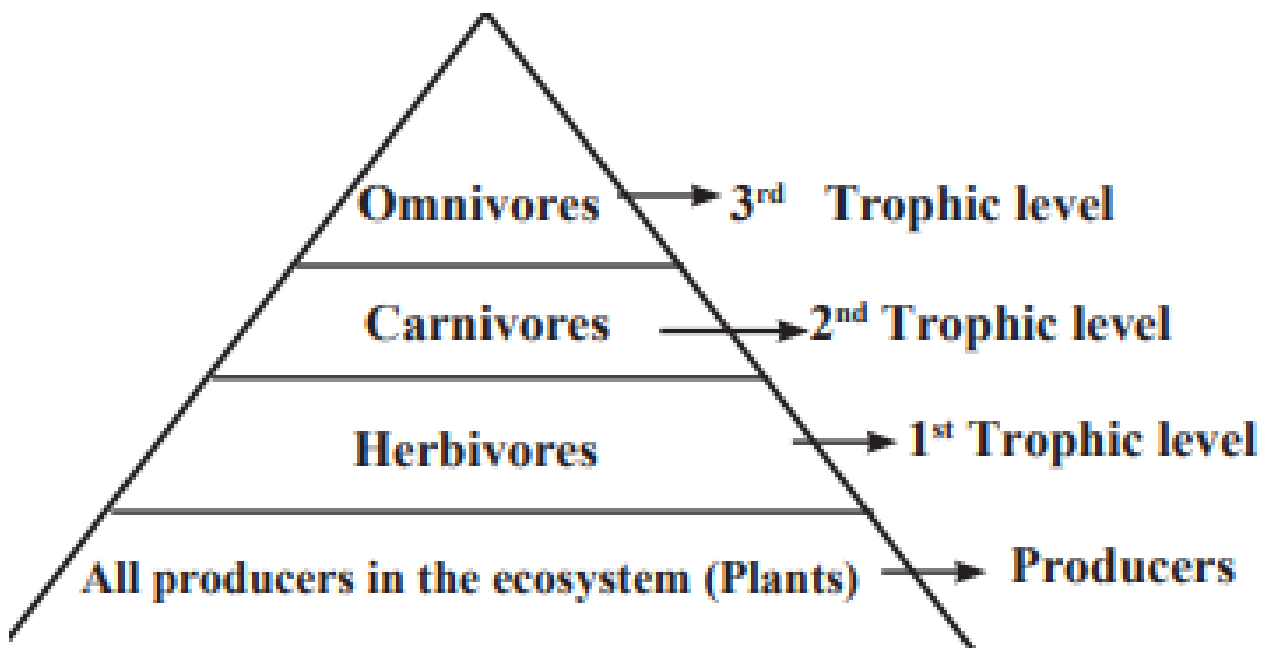 Omnivores 3rd Trophic level
Carnivores 2nd Trophic level
Herbivores 1st Trophic level
All producers in the ecosystem (Plants) Producers